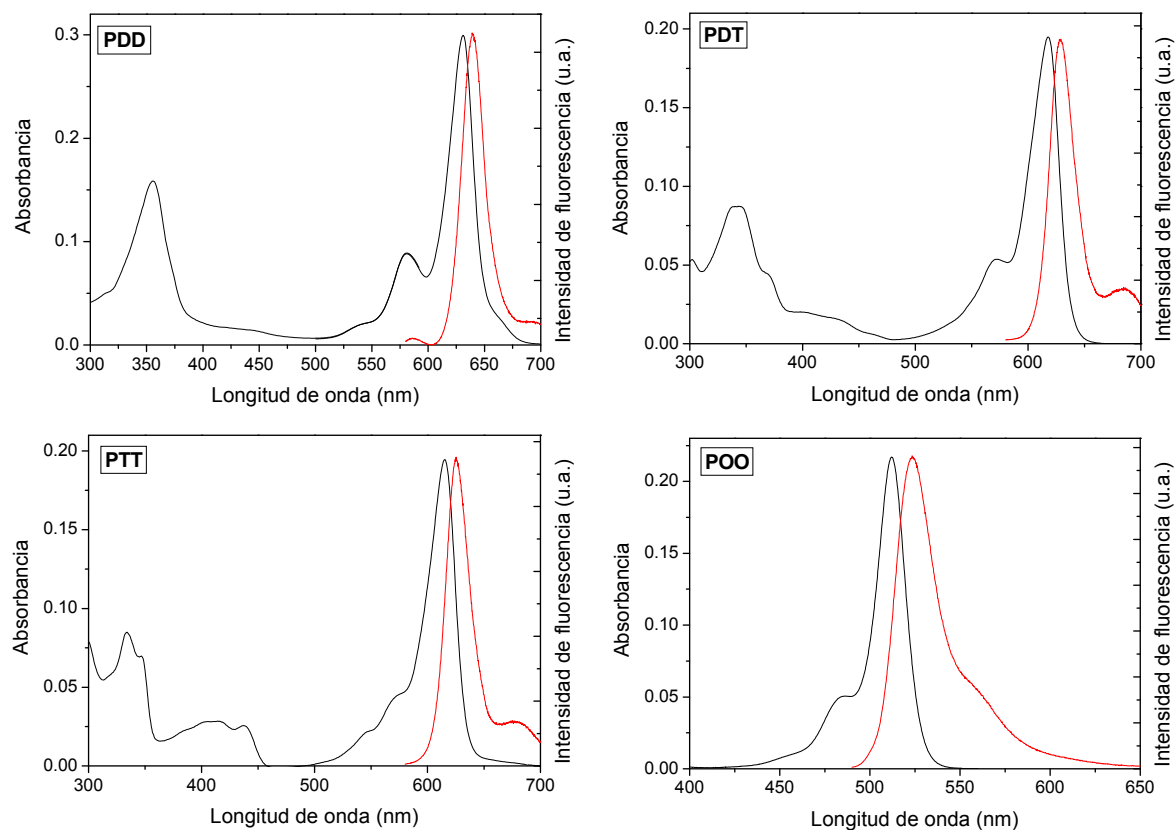 PDD
0.3
0.2
0.1
0.0
Absorbancia
Intensidad de fluorescencia (u.a.)
300 350 400 450 500 550 600 650 700
Longitud de onda (nm)
PDT
0.20
0.15
0.10
0.05
0.00
Absorbancia
Intensidad de fluorescencia (u.a.)
300 400 500 600 700
Longitud de onda (nm)
PTT
0.20
0.15
0.10
0.05
0.00
Absorbancia
Intensidad de fluorescencia (u.a.)
300 350 400 450 500 550 600 650 700
Longitud de onda (nm)
POO
0.20
0.15
0.10
0.05
0.00
Absorbancia
Intensidad de fluorescencia (u.a.)
400 450 500 550 600 650
Longitud de onda (nm)